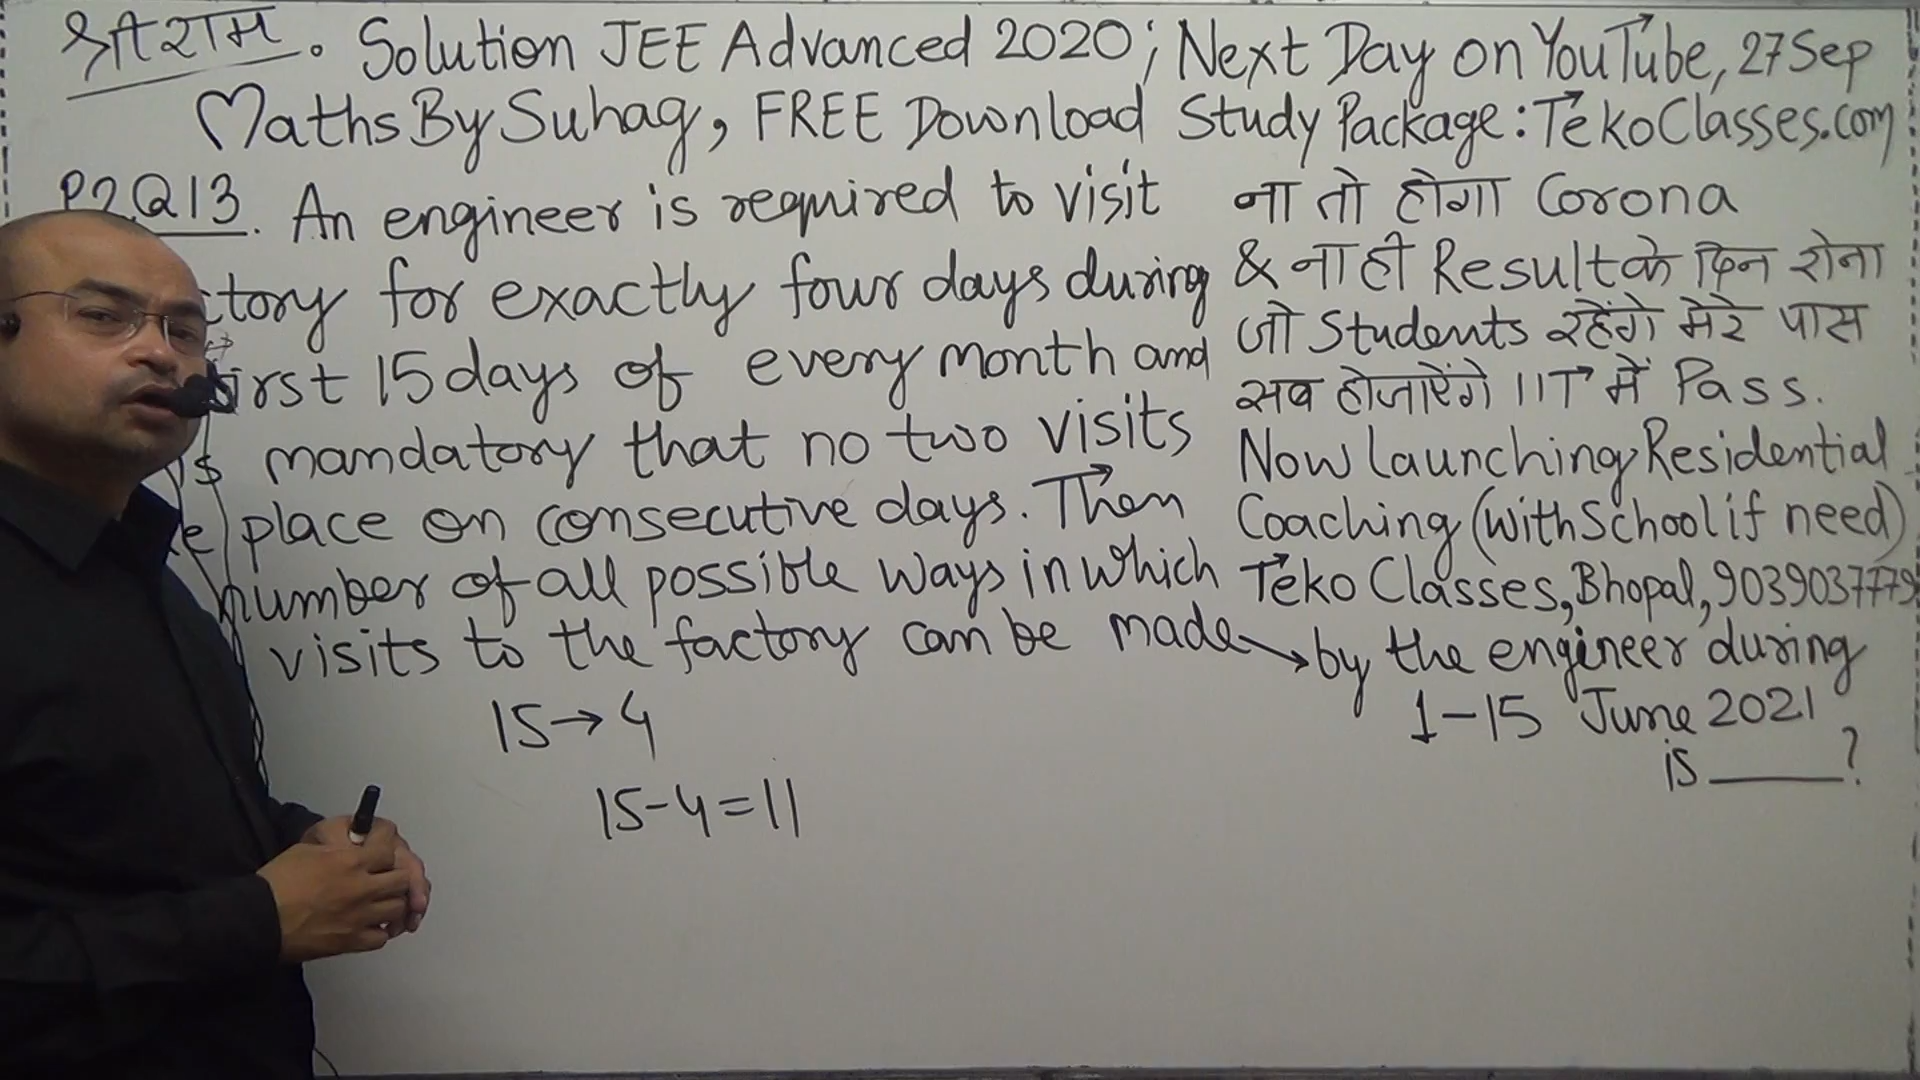 श्री राम. Solution JEE Advanced 2020; Next Day on YouTube, 27 Sep
Maths By Suhag, FREE Download Study Package: TekoClasses.com
P2Q13. An engineer is required to visit
ctory for exactly four days during
first 15 days of every month and
is mandatory that no two visits
e place on consecutive days. Then
number of all possible ways in which
visits to the factory can be made
15→4
15-4=11
ना तो होगा Corona
& ना ही Result के दिन रोना
जो Students रहेंगे मेरे पास
सब होजाएंगे IIT में Pass.
Now Launching Residential
Coaching (With School if need)
Teko Classes, Bhopal,
→by the engineer during
1-15 June 2021
is ____?